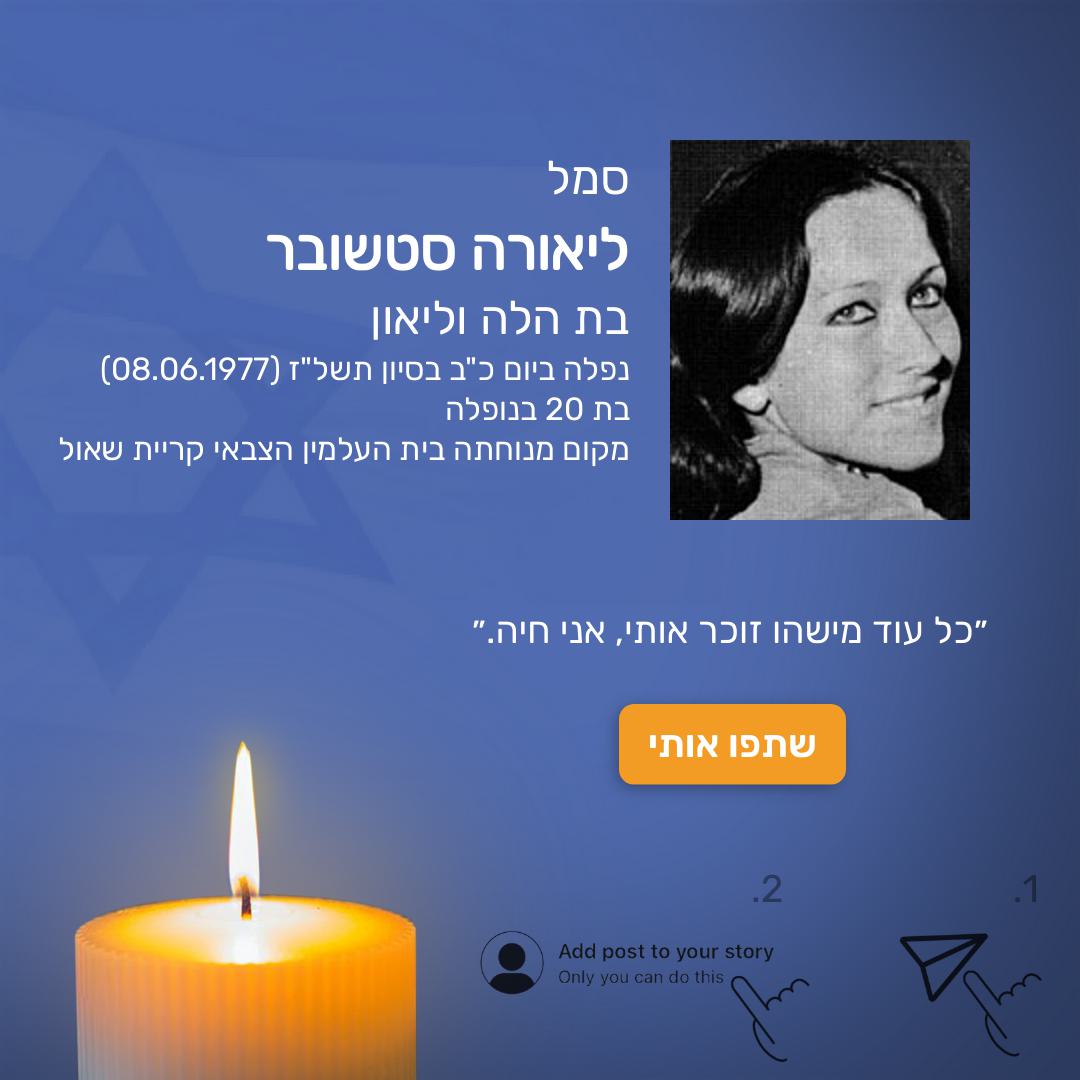 סמל
ליאורה סטשובר
בת הלה וליאון
נפלה ביום כ"ב בסיון תשל"ז (08.06.1977)
בת 20 בנופלה
מקום מנוחתה בית העלמין הצבאי קריית שאול
"כל עוד מישהו זוכר אותי, אני חיה."
שתפו אותי
.1
.2
Add post to your story
Only you can do this